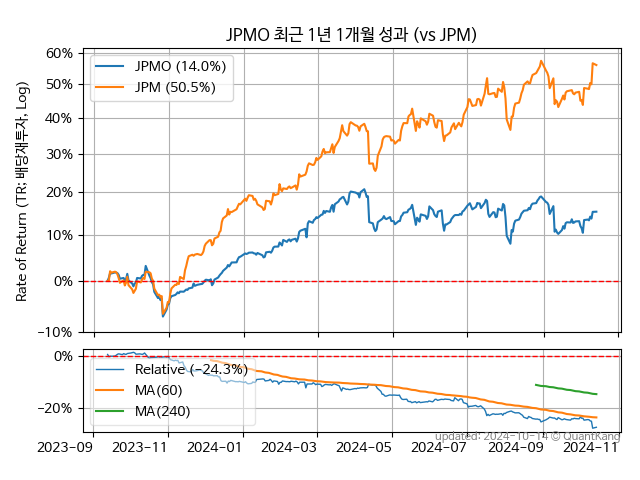 JPMO 최근 1년 1개월 성과 (vs JPM)
Rate of Return (TR: 배당재투자, Log)
60%
50%
40%
30%
20%
10%
0%
−10%
JPMO (14.0%)
JPM (50.5%)
0%
−20%
Relative (−24.3%)
MA(60)
MA(240)
2023-09
2023-11
2024-01
2024-03
2024-05
2024-07
2024-09
2024-11
updated: 2024-10-14 © QuantKang